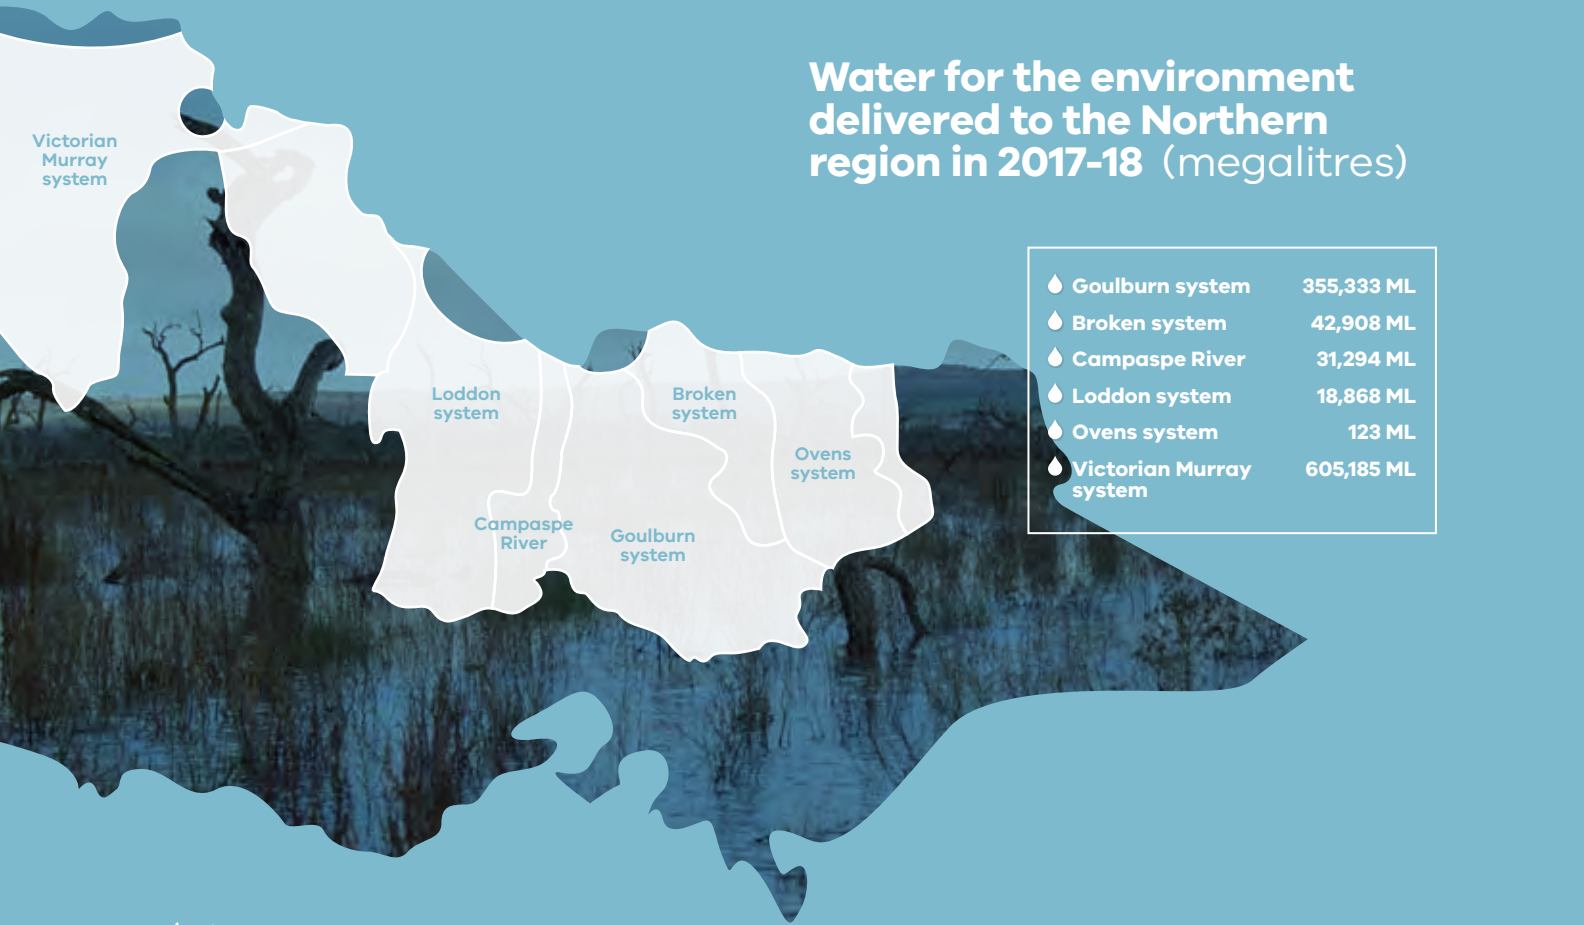 Water for the environment
delivered to the Northern
region in 2017-18 (megalitres)
Victorian
Murray
system
Goulburn system 355,333 ML
Broken system 42,908 ML
Campaspe River 31,294 ML
Loddon system 18,868 ML
Ovens system 123 ML
Victorian Murray 605,185 ML
system
Loddon
system
Broken
system
Ovens
system
Campaspe
River
Goulburn
system